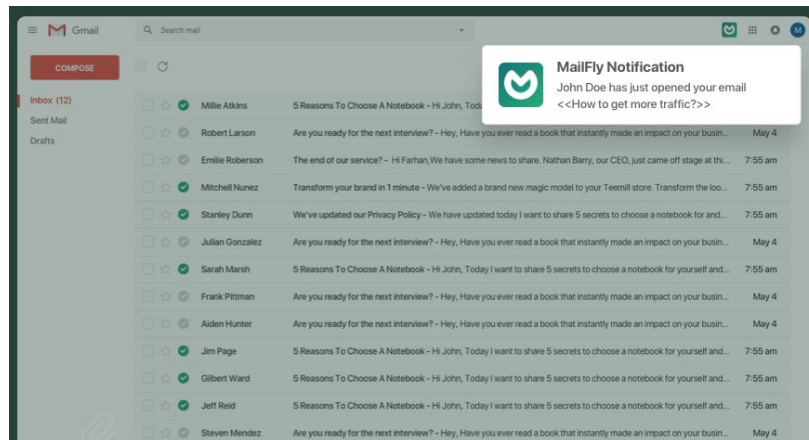 Gmail
Search mail
M
COMPOSE
MailFly Notification
John Doe has just opened your email
<<How to get more traffic?>>
Inbox (12)
Sent Mail
Drafts
Millie Atkins 5 Reasons To Choose A Notebook - Hi John, Tod
Robert Larson Are you ready for the next interview? - Hey, Have you ever read a book that instantly made an impact on your busin... May 4
Emilie Roberson The end of our service? - Hi Farhan,We have some news to share. Nathan Barry, our CEO, just came off stage at thi... 7:55 am
Mitchell Nunez Transform your brand in 1 minute - We've added a brand new magic model to your Teemill store. Transform the loo... 7:55 am
Stanley Dunn We've updated our Privacy Policy - We have updated today I want to share 5 secrets to choose a notebook for and... 7:55 am
Julian Gonzalez Are you ready for the next interview? - Hey, Have you ever read a book that instantly made an impact on your busin... May 4
Sarah Marsh 5 Reasons To Choose A Notebook - Hi John, Today I want to share 5 secrets to choose a notebook for yourself and... 7:55 am
Frank Pittman Are you ready for the next interview? - Hey, Have you ever read a book that instantly made an impact on your busin... May 4
Aiden Hunter Are you ready for the next interview? - Hey, Have you ever read a book that instantly made an impact on your busin... May 4
Jim Page 5 Reasons To Choose A Notebook - Hi John, Today I want to share 5 secrets to choose a notebook for yourself and... 7:55 am
Gilbert Ward 5 Reasons To Choose A Notebook - Hi John, Today I want to share 5 secrets to choose a notebook for yourself and... 7:55 am
Jeff Reid 5 Reasons To Choose A Notebook - Hi John, Today I want to share 5 secrets to choose a notebook for yourself and... 7:55 am
Steven Mendez Are you ready for the next interview? - Hey, Have you ever read a book that instantly made an impact on your busin... May 4